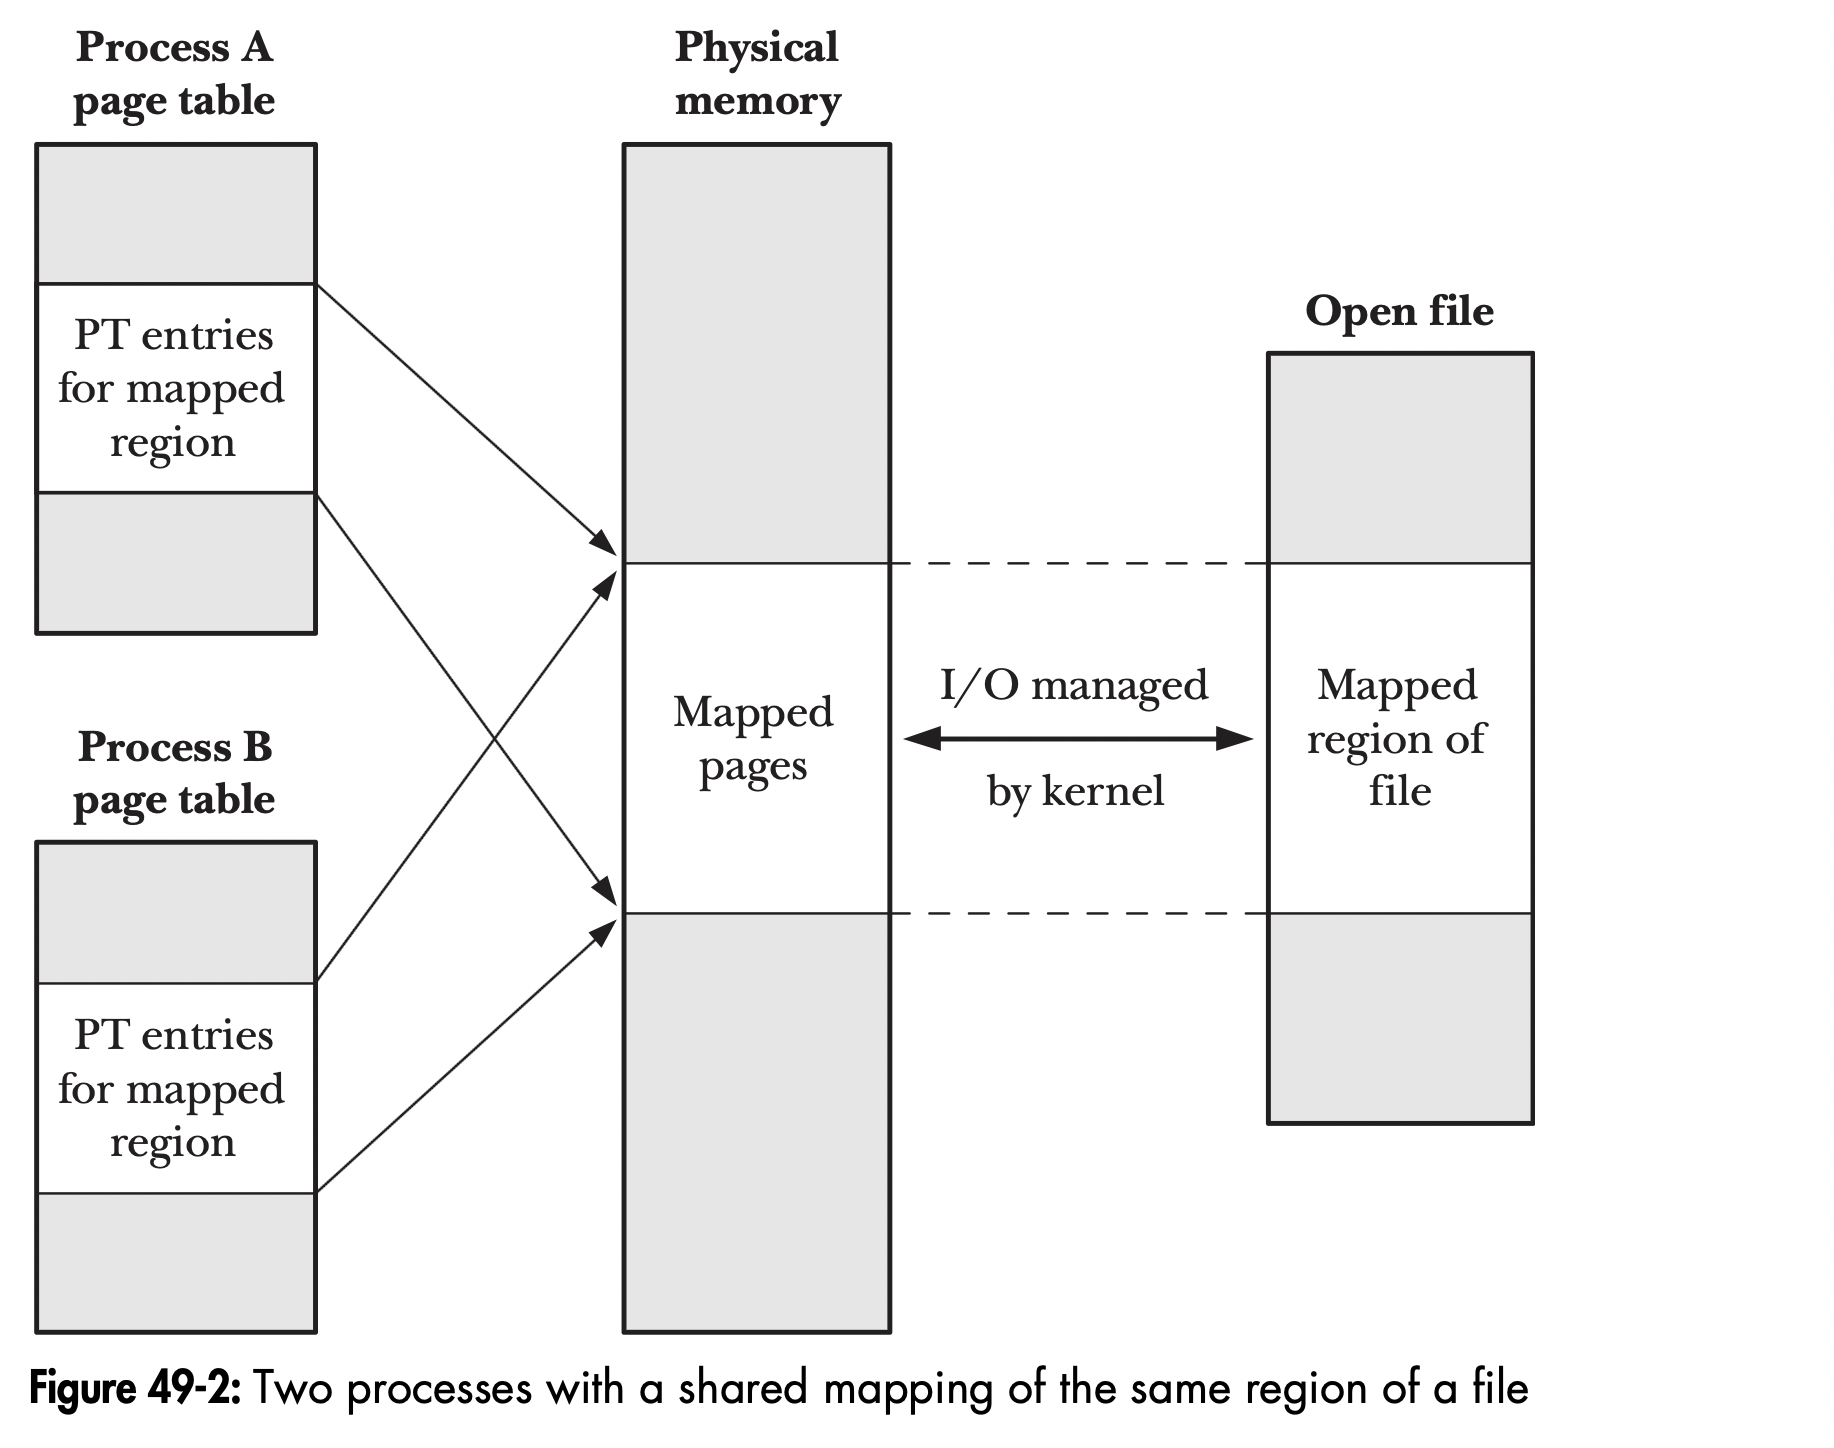 Process A
page table
PT entries
for mapped
region
Process B
page table
PT entries
for mapped
region
Physical
memory
Mapped
pages
I/O managed
by kernel
Open file
Mapped
region of
file
Figure 49-2: Two processes with a shared mapping of the same region of a file